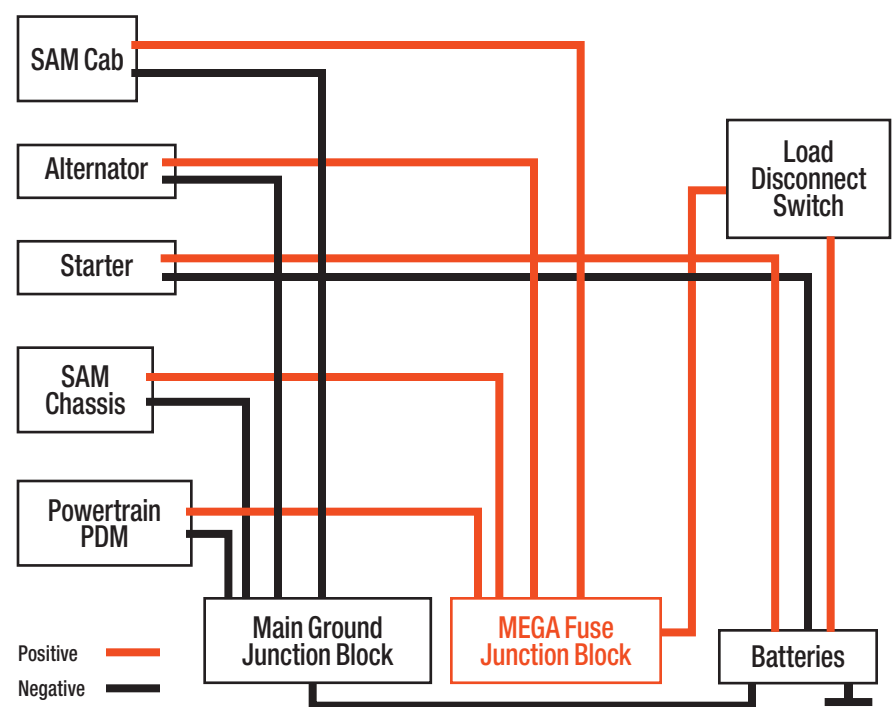 SAM Cab
Alternator
Load
Disconnect
Switch
Starter
SAM
Chassis
Powertrain
PDM
Main Ground
Junction Block
MEGA Fuse
Junction Block
Batteries
Positive
Negative